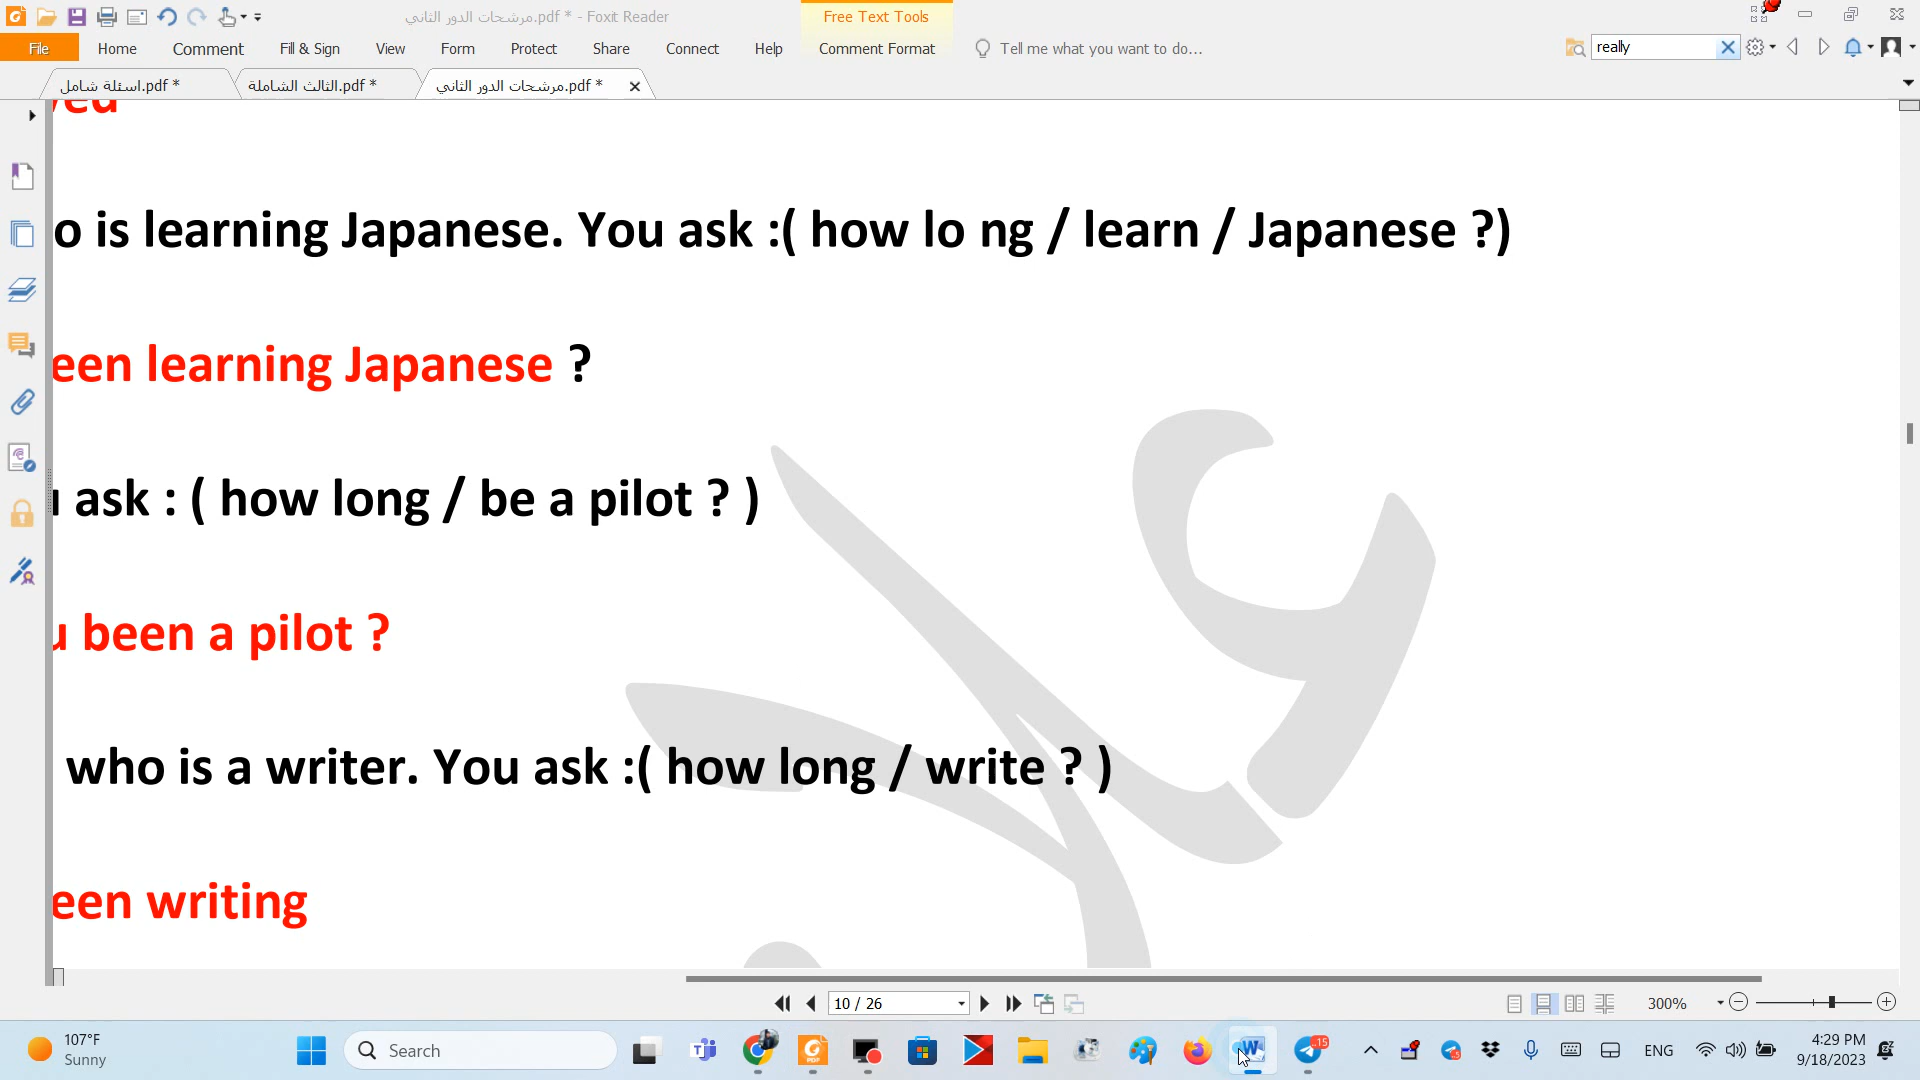 مرشحات الدور الثاني.pdf * - Foxit Reader
Free Text Tools
File Home Comment Fill & Sign View Form Protect Share Connect Help Comment Format Tell me what you want to do... really
اسئلة شامل.pdf * الثالث الشاملة.pdf * مرشحات الدور الثاني.pdf *
o is learning Japanese. You ask :( how lo ng / learn / Japanese ?)
een learning Japanese ?
ask : ( how long / be a pilot ? )
u been a pilot ?
who is a writer. You ask :( how long / write ? )
een writing
10 / 26 300%
107°F
Sunny
Search
15
ENG
4:29 PM
9/18/2023